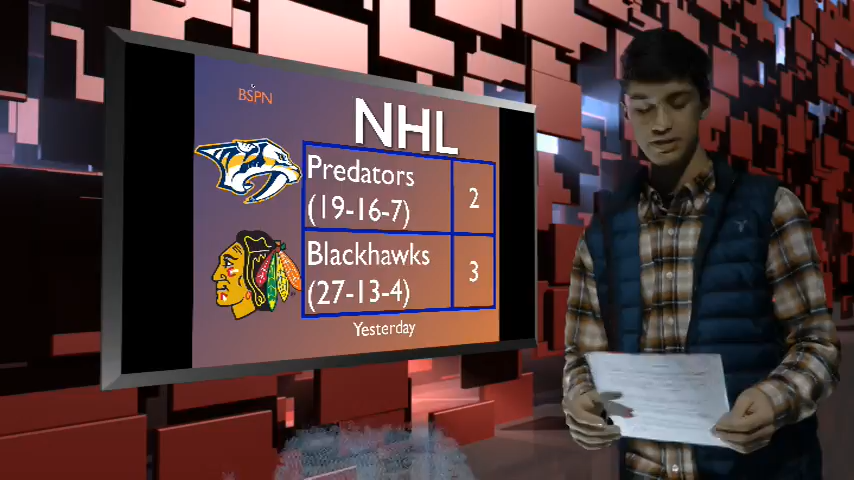 BSPN
NHL
Predators
(19-16-7)
2
Blackhawks
(27-13-4)
3
Yesterday